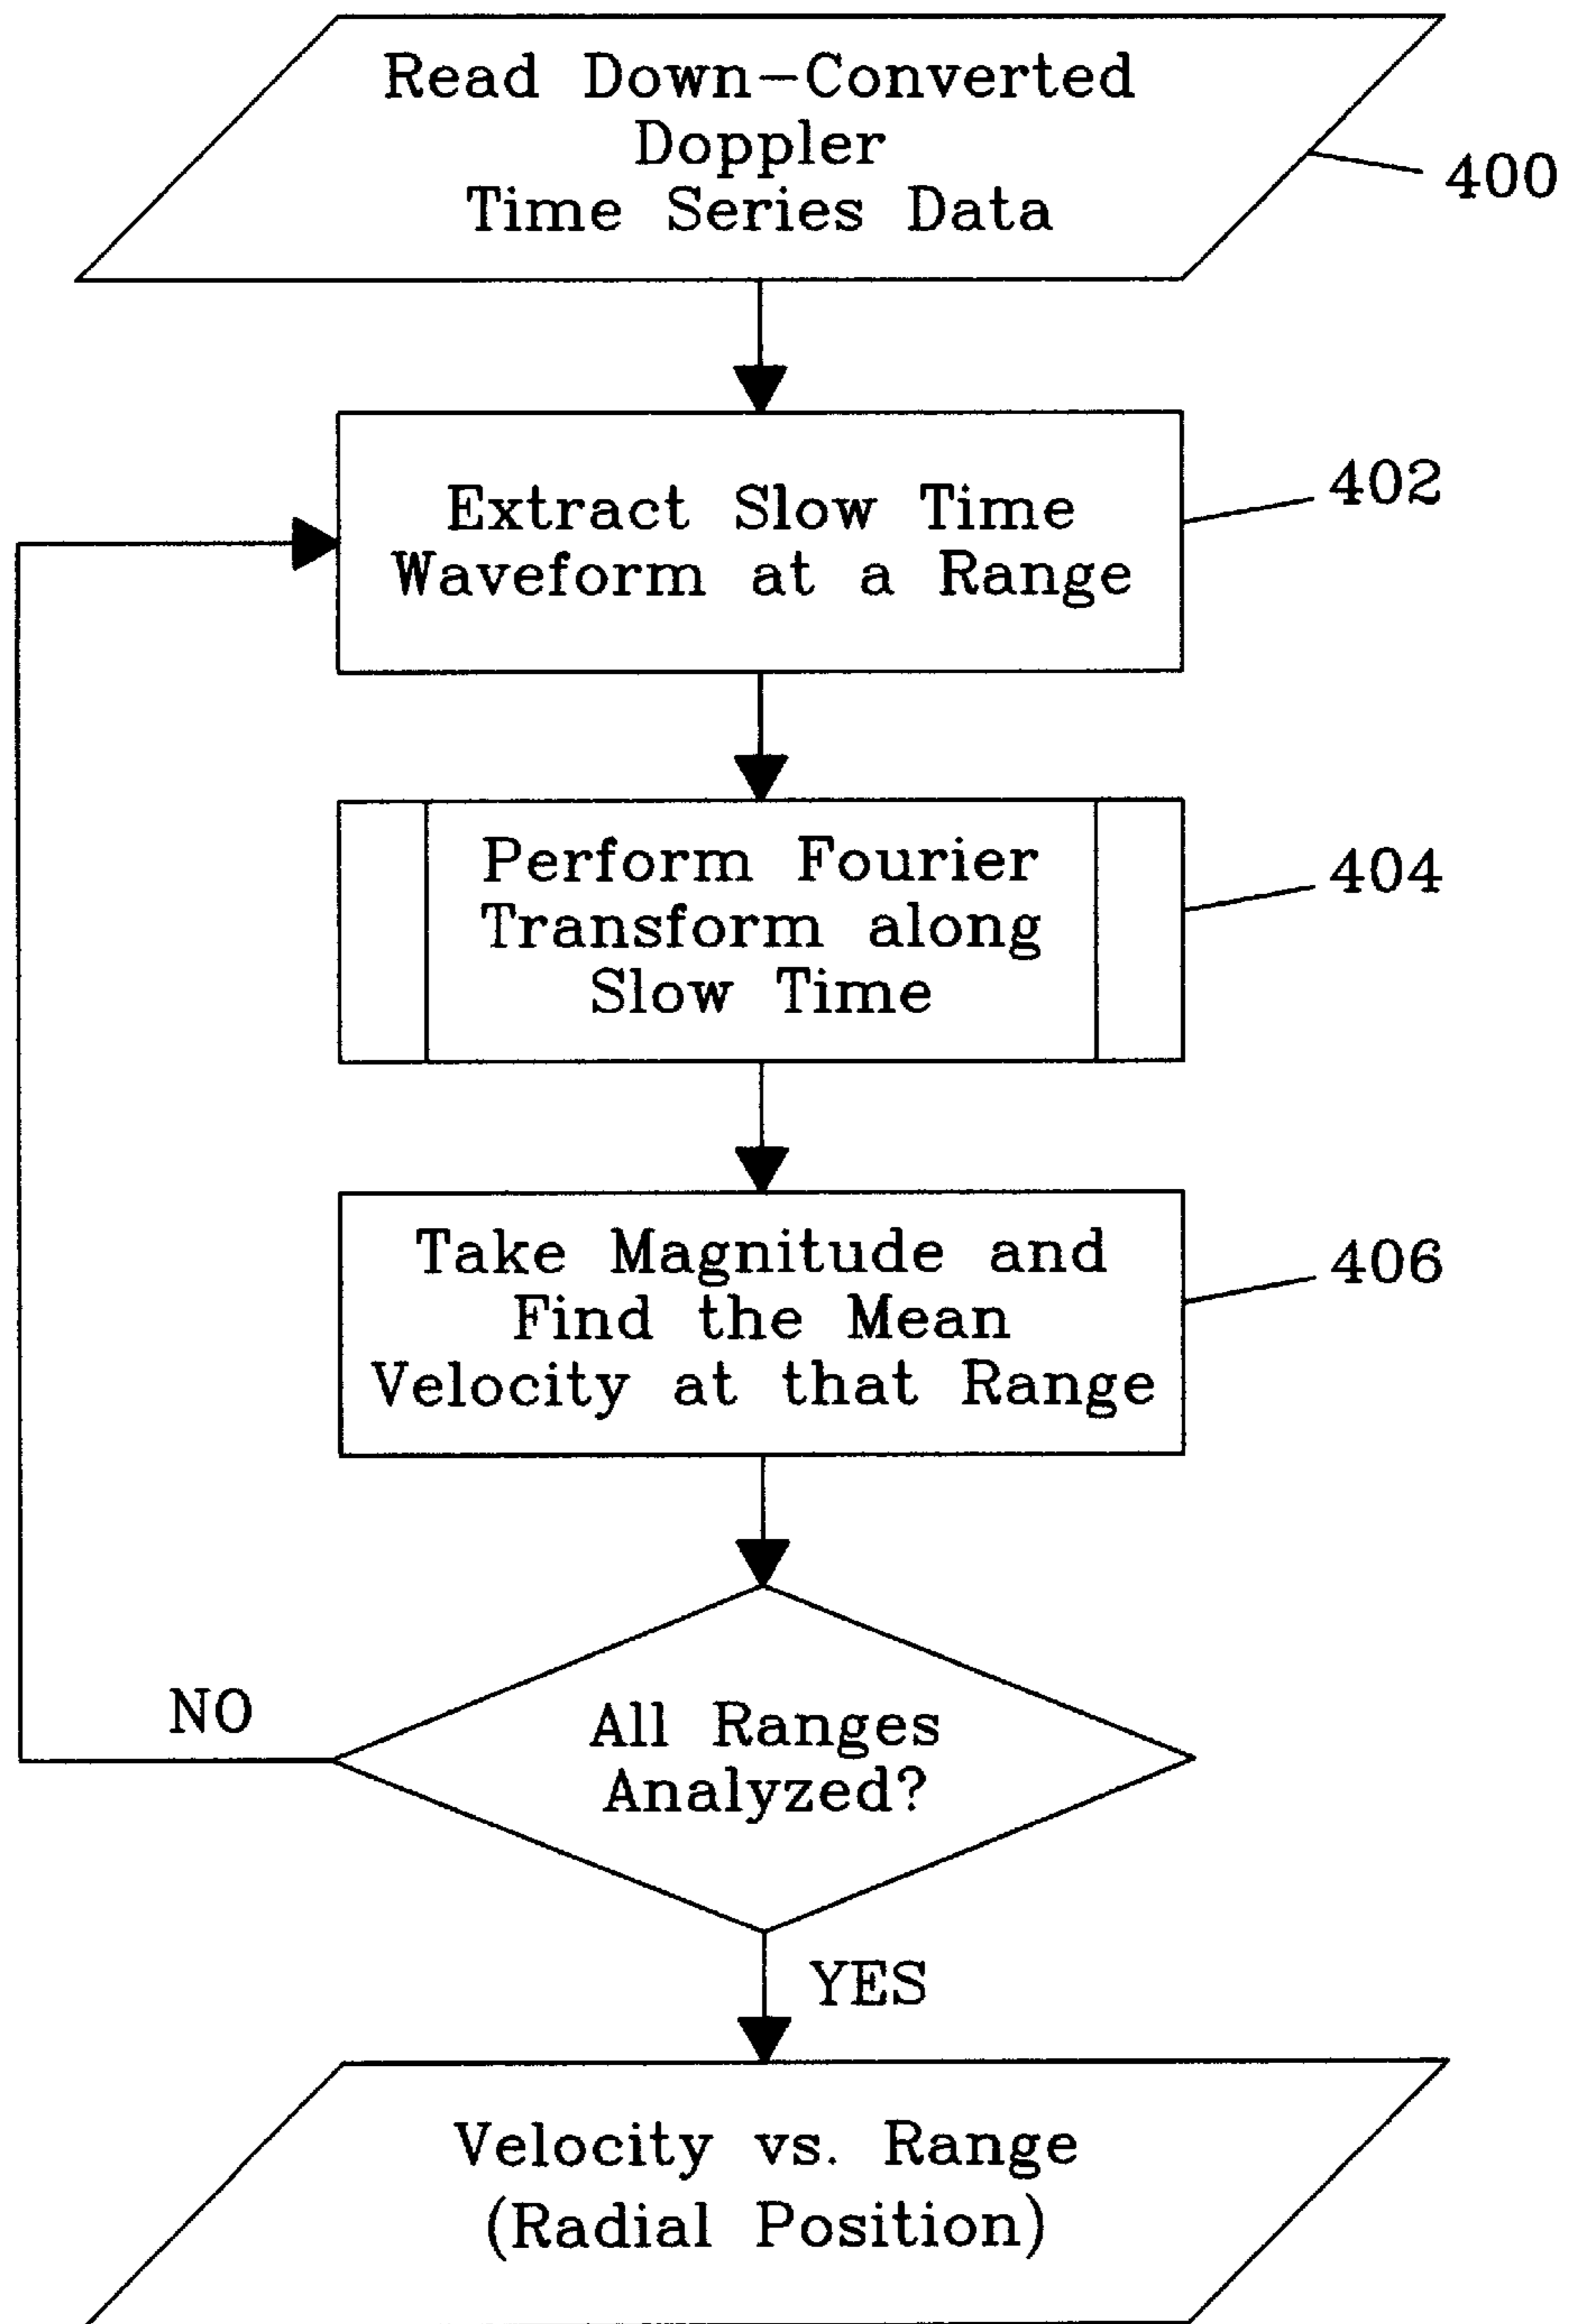 Read Down-Converted
Doppler
Time Series Data
400
Extract Slow Time
Waveform at a Range
402
Perform Fourier
Transform along
Slow Time
404
Take Magnitude and
Find the Mean
Velocity at that Range
406
All Ranges
Analyzed?
NO
YES
Velocity vs. Range
(Radial Position)